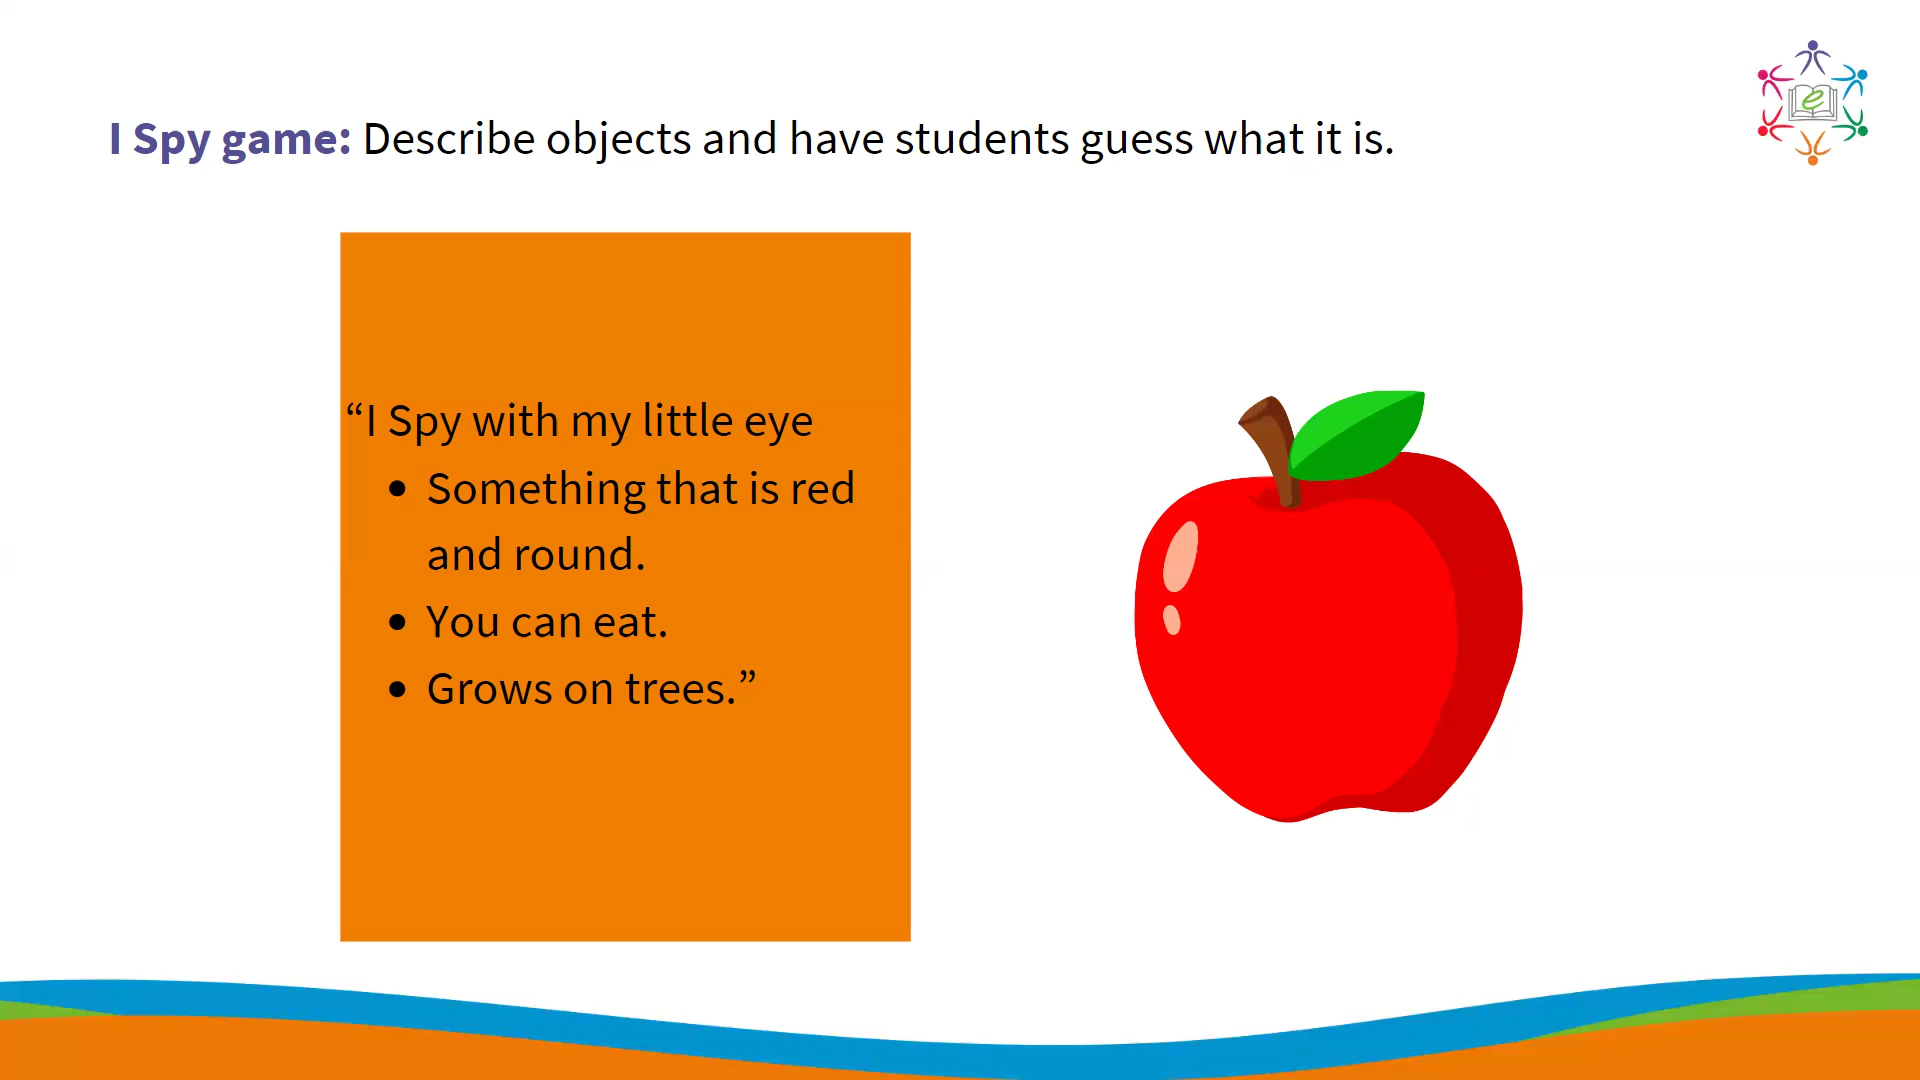 I Spy game: Describe objects and have students guess what it is.
“I Spy with my little eye
• Something that is red
and round.
• You can eat.
• Grows on trees.”
e